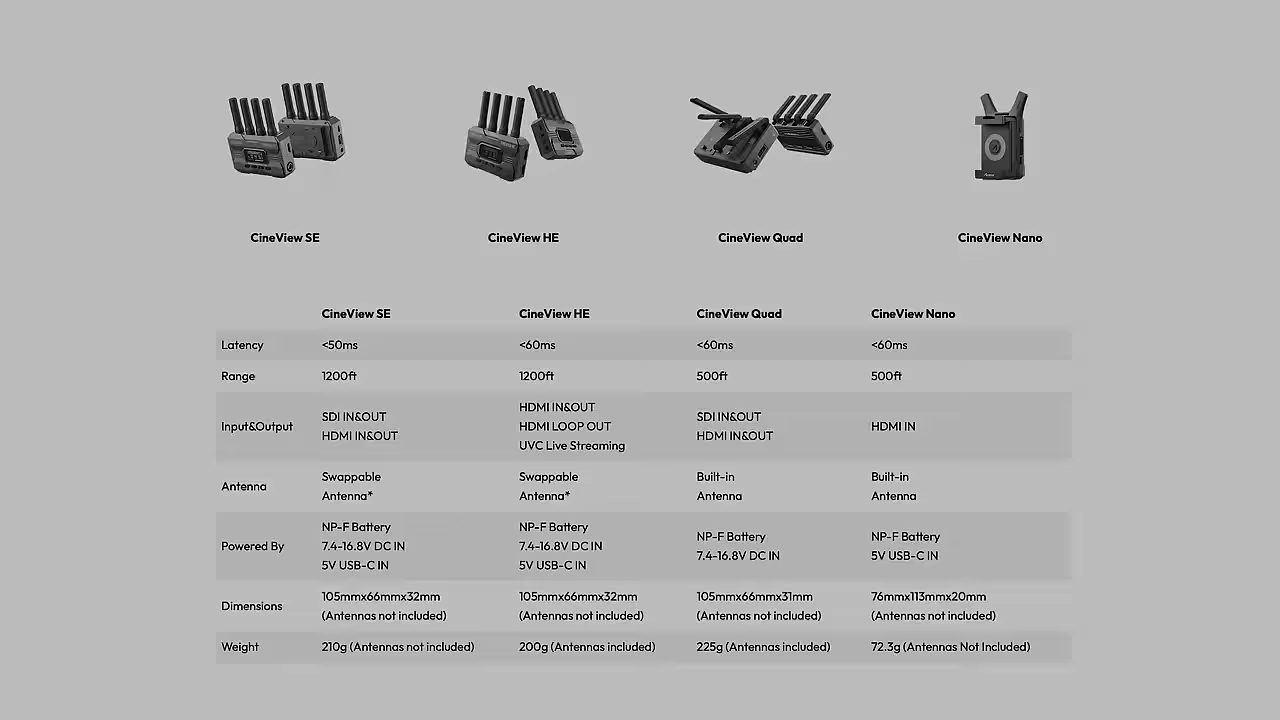 CineView SE
CineView HE
CineView Quad
CineView Nano
CineView SE CineView HE CineView Quad CineView Nano
Latency <50ms <60ms <60ms <60ms
Range 1200ft 1200ft 500ft 500ft
Input&Output
SDI IN&OUT
HDMI IN&OUT
HDMI IN&OUT
HDMI LOOP OUT
UVC Live Streaming
SDI IN&OUT
HDMI IN&OUT
HDMI IN
Antenna
Swappable
Antenna*
Swappable
Antenna*
Built-in
Antenna
Built-in
Antenna
Powered By
NP-F Battery
7.4-16.8V DC IN
5V USB-C IN
NP-F Battery
7.4-16.8V DC IN
5V USB-C IN
NP-F Battery
7.4-16.8V DC IN
NP-F Battery
5V USB-C IN
Dimensions
105mmx66mmx32mm
(Antennas not included)
105mmx66mmx32mm
(Antennas not included)
105mmx66mmx31mm
(Antennas not included)
76mmx113mmx20mm
(Antennas not included)
Weight 210g (Antennas not included) 200g (Antennas included) 225g (Antennas included) 72.3g (Antennas Not Included)